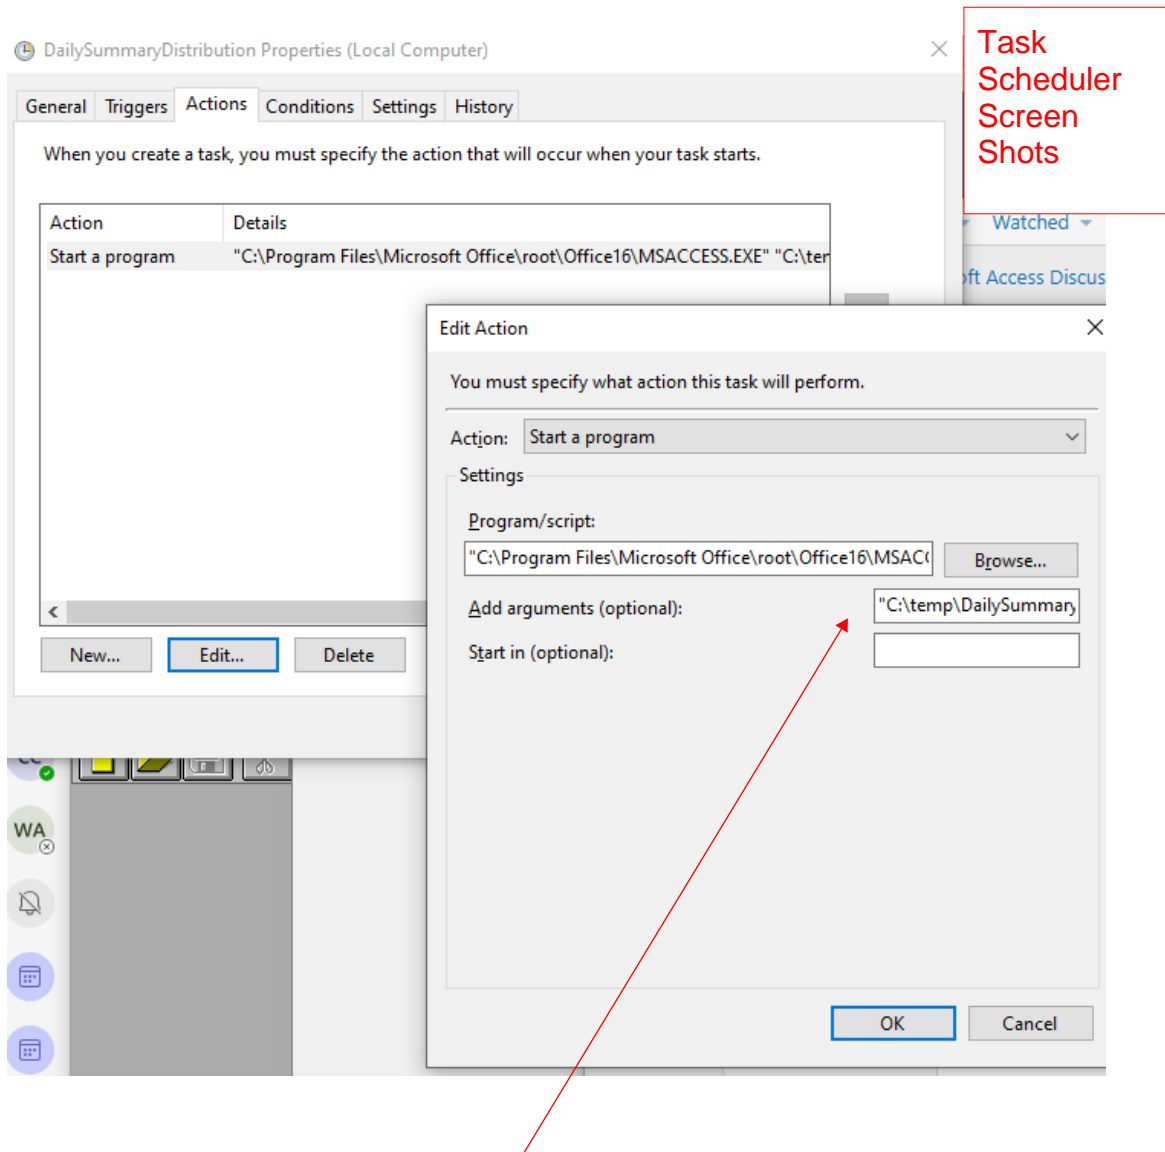 DailySummaryDistribution Properties (Local Computer)
Task
Scheduler
Screen
Shots
General Triggers Actions Conditions Settings History
When you create a task, you must specify the action that will occur when your task starts.
Action Details
Start a program "C:\Program Files\Microsoft Office\root\Office16\MSACCESS.EXE" "C:\ter
Watched
oft Access Discus
Edit Action
You must specify what action this task will perform.
Action: Start a program
Settings
Program/script:
"C:\Program Files\Microsoft Office\root\Office16\MSAC
Browse...
Add arguments (optional): "C:\temp\DailySummary
Start in (optional):
New... Edit... Delete
WA
OK Cancel